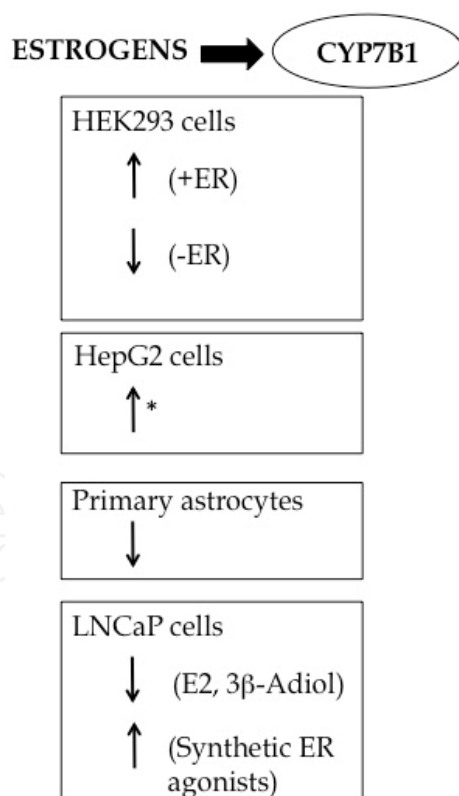 ESTROGENS CYP7B1
HEK293 cells
(+ER)
(-ER)
HepG2 cells
*
Primary astrocytes
LNCaP cells
(E2, 3β-Adiol)
(Synthetic ER
agonists)